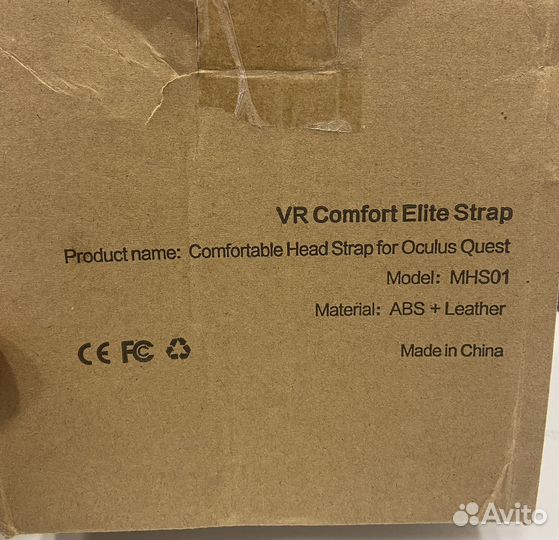 VR Comfort Elite Strap
Product name: Comfortable Head Strap for Oculus Quest
Model: MHS01
Material: ABS + Leather
CE FC
Made in China
Avito